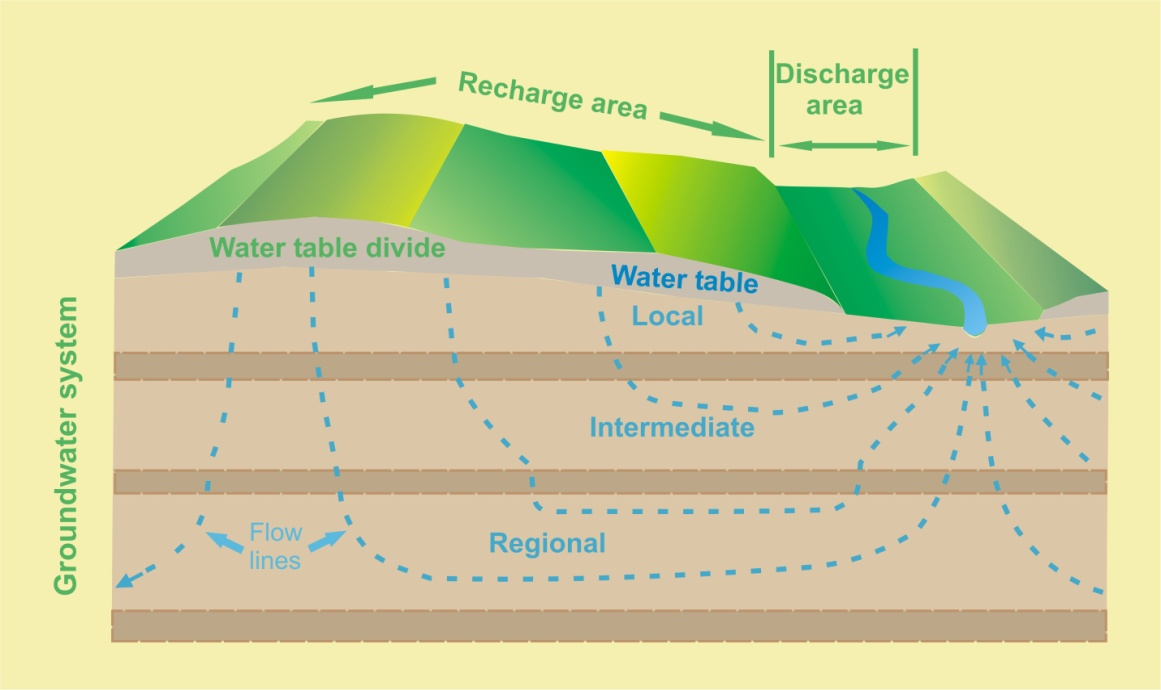 Recharge area
Discharge
area
Water table divide
Water table
Local
Intermediate
Groundwater system
Flow
lines
Regional